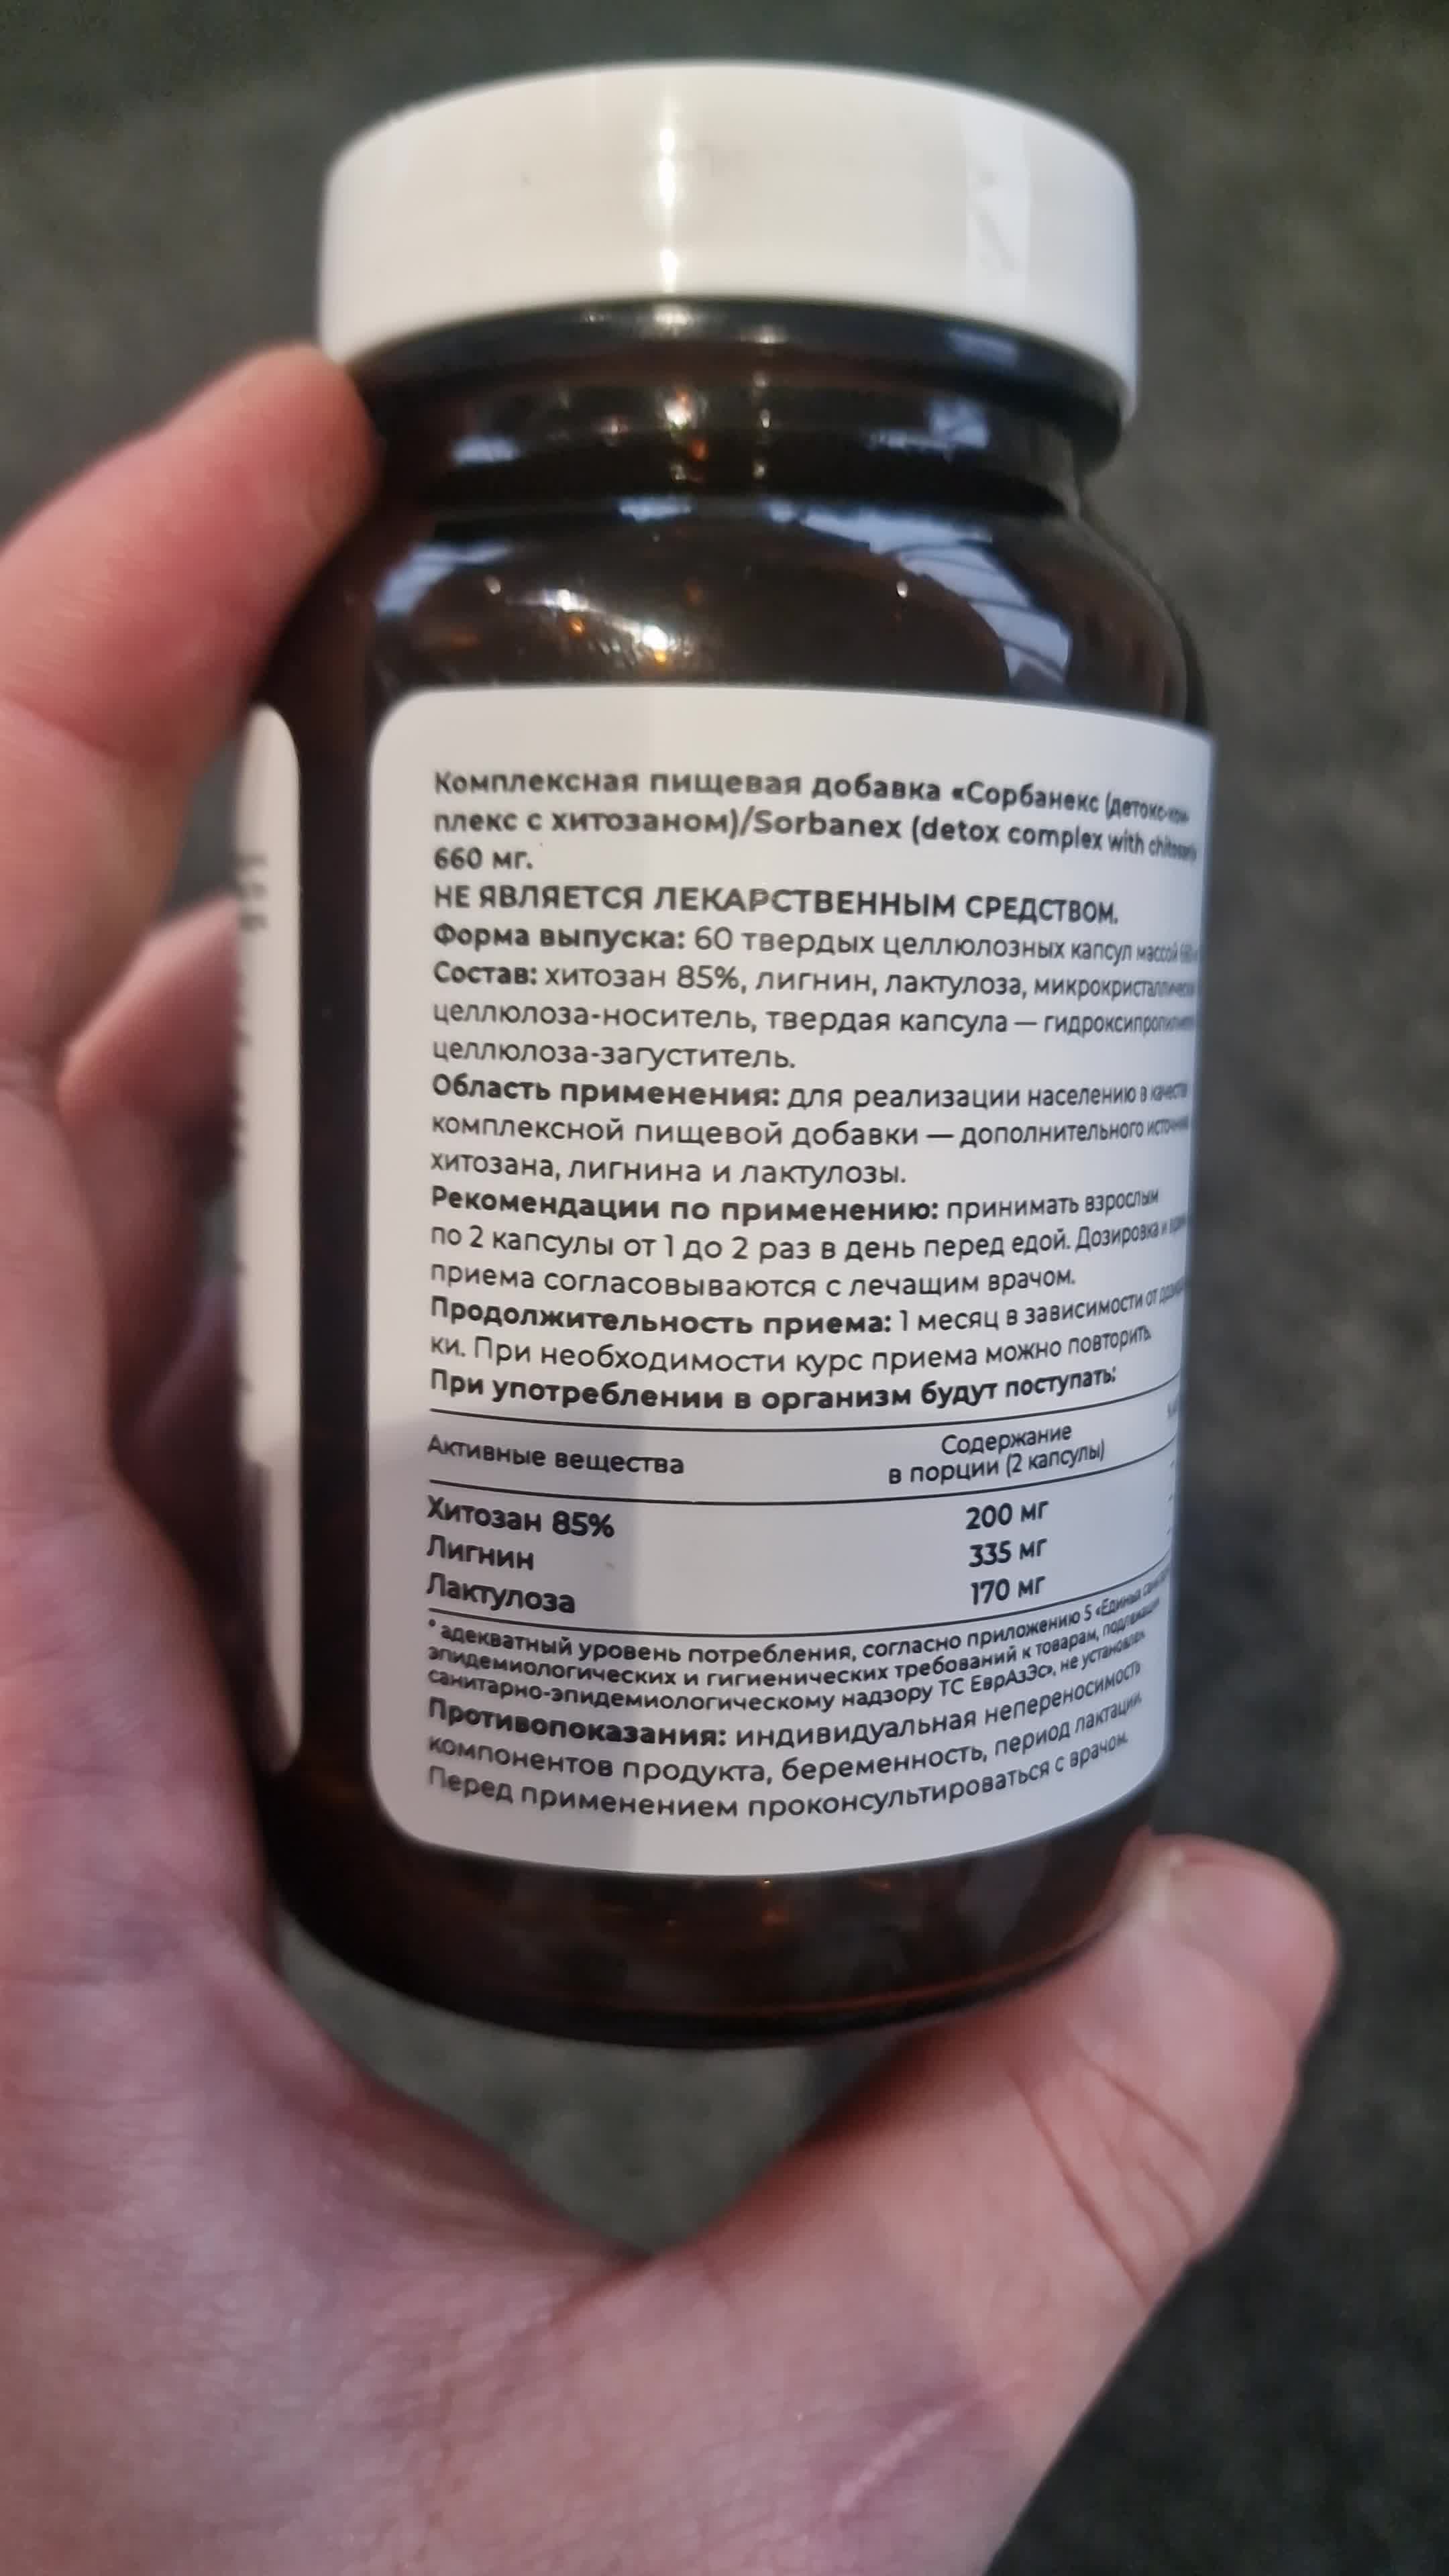 Комплексная пищевая добавка «Сорбанекс (детокс-ком-
плекс с хитозаном)/Sorbanex (detox complex with chitosan)
660 мг.
НЕ ЯВЛЯЕТСЯ ЛЕКАРСТВЕННЫМ СРЕДСТВОМ.
Форма выпуска: 60 твердых целлюлозных капсул массой
Состав: хитозан 85%, лигнин, лактулоза, микрокристаллическая
целлюлоза-носитель, твердая капсула —
целлюлоза-загуститель.
Область применения: для реализации населению в качестве
комплексной пищевой добавки — дополнительного источника
хитозана, лигнина и лактулозы.
Рекомендации по применению: принимать взрослым
по 2 капсулы от 1 до 2 раз в день перед едой. Дозировка и
приема согласовываются с лечащим врачом.
Продолжительность приема: 1 месяц в зависимости от
ки. При необходимости курс приема можно повторить.
При употреблении в организм будут поступать:
Активные вещества Содержание
в порции (2 капсулы)
Хитозан 85% 200 мг
Лигнин 335 мг
Лактулоза 170 мг
* адекватный уровень потребления, согласно приложению 5 «Единых
эпидемиологических и гигиенических требований к товарам, подлежащих
санитарно-эпидемиологическому надзору ТС ЕврАзЭс», не установлен
Противопоказания: индивидуальная непереносимость
компонентов продукта, беременность, период лактации.
Перед применением проконсультироваться с врачом.